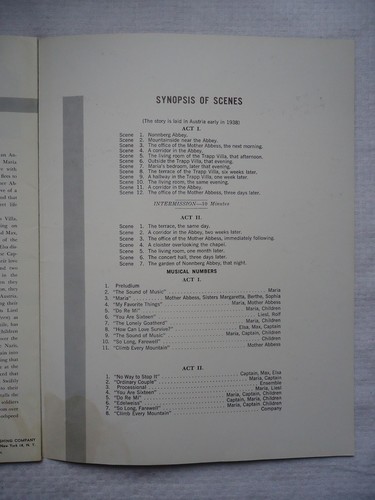 SYNOPSIS OF SCENES
(The story is laid in Austria early in 1938)
ACT I.
Scene 1. Nonnberg Abbey.
Scene 2. Mountainside near the Abbey.
Scene 3. The office of the Mother Abbess, the next morning.
Scene 4. A corridor in the Abbey.
Scene 5. The living room of the Trapp Villa, that afternoon.
Scene 6. Outside the Trapp Villa, that evening.
Scene 7. Maria's bedroom, later that evening.
Scene 8. The terrace of the Trapp Villa, six weeks later.
Scene 9. A hallway in the Trapp Villa, one week later.
Scene 10. The living room, the same evening.
Scene 11. A corridor in the Abbey.
Scene 12. The office of the Mother Abbess, three days later.
INTERMISSION—10 Minutes
ACT II.
Scene 1. The terrace, the same day.
Scene 2. A corridor in the Abbey, two weeks later.
Scene 3. The office of the Mother Abbess, immediately following.
Scene 4. A cloister overlooking the chapel.
Scene 5. The living room, one month later.
Scene 6. The concert hall, three days later.
Scene 7. The garden of Nonnberg Abbey, that night.
MUSICAL NUMBERS
ACT I.
1. Preludium
2. "The Sound of Music" Maria
3. "Maria" Mother Abbess, Sisters Margaretta, Berthe, Sophia
4. "My Favorite Things" Maria, Mother Abbess
5. "Do Re Mi" Maria, Children
6. "You Are Sixteen" Liesl, Rolf
7. "The Lonely Goatherd" Maria, Children
8. "How Can Love Survive?" Elsa, Max, Captain
9. "The Sound of Music" Maria, Captain, Children
10. "So Long, Farewell" Children
11. "Climb Every Mountain" Mother Abbess
ACT II.
1. "No Way to Stop It" Captain, Max, Elsa
2. "Ordinary Couple" Maria, Captain
3. Processional Ensemble
4. "You Are Sixteen" Maria, Liesl
5. "Do Re Mi" Maria, Captain, Children
6. "Edelweiss" Captain, Maria, Children
7. "So Long, Farewell" Maria, Captain, Children
8. "Climb Every Mountain" Company